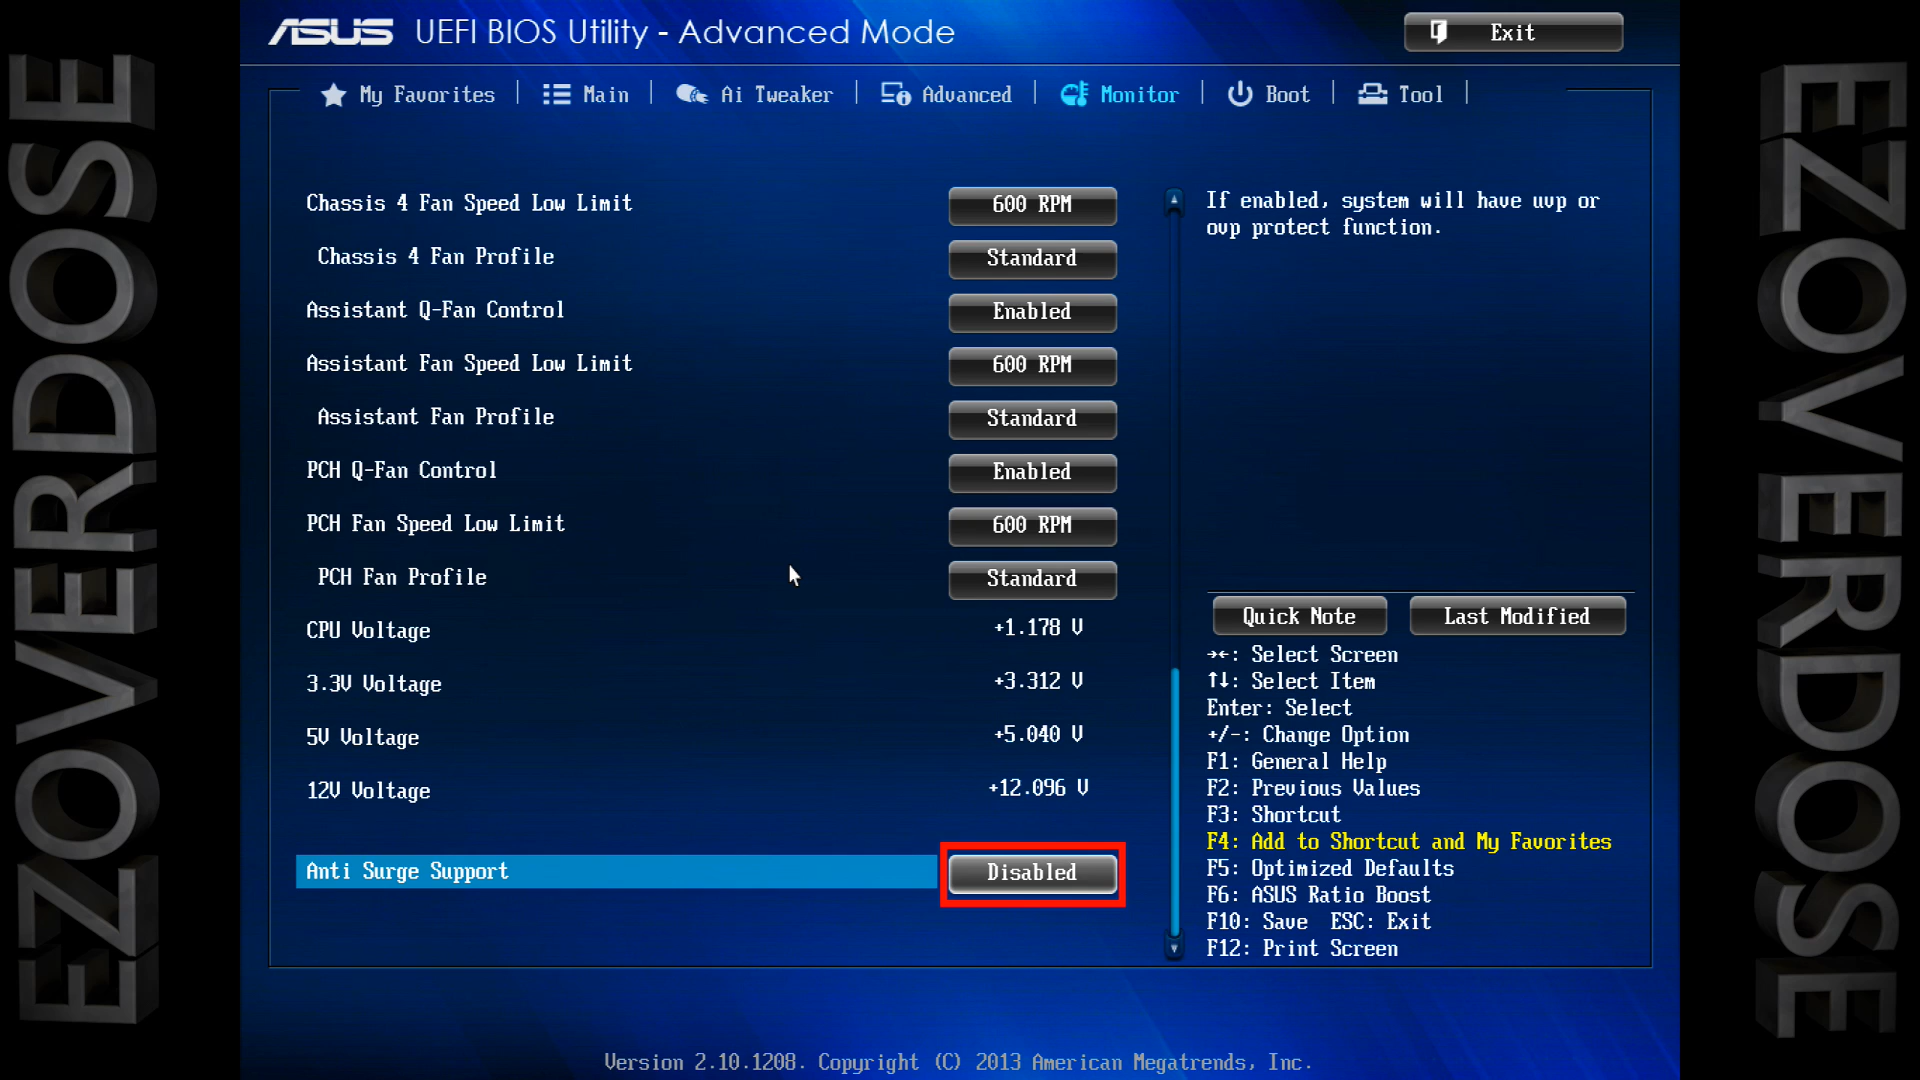 ASUS UEFI BIOS Utility - Advanced Mode
Exit
My Favorites
Main
Ai Tweaker
Advanced
Monitor
Boot
Tool
Chassis 4 Fan Speed Low Limit 600 RPM
Chassis 4 Fan Profile Standard
Assistant Q-Fan Control Enabled
Assistant Fan Speed Low Limit 600 RPM
Assistant Fan Profile Standard
PCH Q-Fan Control Enabled
PCH Fan Speed Low Limit 600 RPM
PCH Fan Profile Standard
CPU Voltage +1.178 V
3.3V Voltage +3.312 V
5V Voltage +5.040 V
12V Voltage +12.096 V
Anti Surge Support Disabled
If enabled, system will have uvp or
ovp protect function.
Quick Note
Last Modified
→←: Select Screen
↑↓: Select Item
Enter: Select
+/-: Change Option
F1: General Help
F2: Previous Values
F3: Shortcut
F4: Add to Shortcut and My Favorites
F5: Optimized Defaults
F6: ASUS Ratio Boost
F10: Save ESC: Exit
F12: Print Screen
Version 2.10.1208. Copyright (C) 2013 American Megatrends, Inc.
EZOVERDOSE
EZOVERDOSE